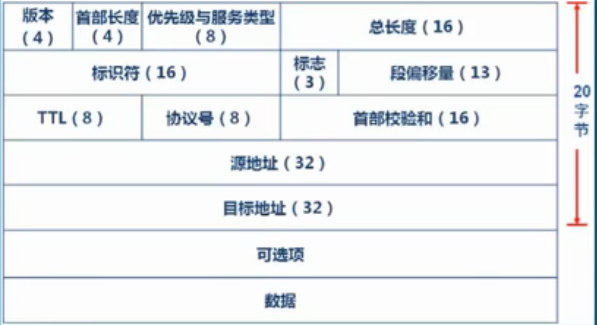 版本
(4)
首部长度
(4)
优先级与服务类型
(8)
总长度(16)
标识符(16)
标志
(3)
段偏移量(13)
TTL(8)
协议号(8)
首部校验和(16)
源地址(32)
目标地址(32)
可选项
数据
20
字
节